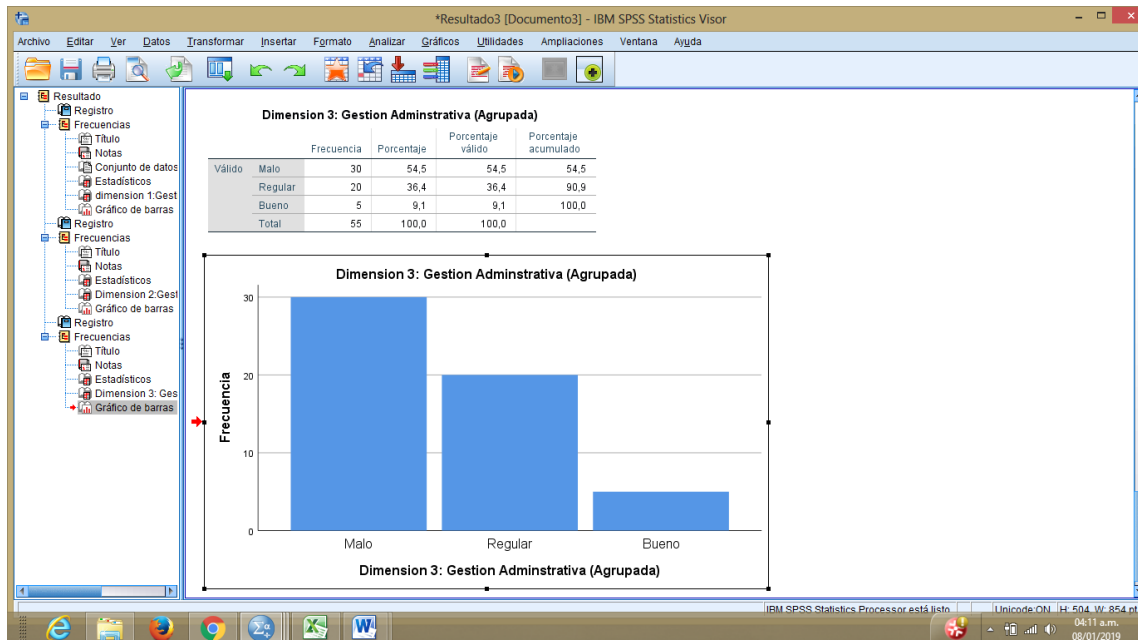 *Resultado3 [Documento3] - IBM SPSS Statistics Visor
Archivo Editar Ver Datos Transformar Insertar Formato Analizar Gráficos Utilidades Ampliaciones Ventana Ayuda
Resultado
Registro
Frecuencias
Título
Notas
Conjunto de datos
Estadísticos
dimension 1:Gest
Gráfico de barras
Registro
Frecuencias
Título
Notas
Estadísticos
Dimension 2:Gest
Gráfico de barras
Registro
Frecuencias
Título
Notas
Estadísticos
Dimension 3: Ges
Gráfico de barras
Dimension 3: Gestion Adminstrativa (Agrupada)
Frecuencia Porcentaje Porcentaje válido Porcentaje acumulado
Válido Malo 30 54,5 54,5 54,5
Regular 20 36,4 36,4 90,9
Bueno 5 9,1 9,1 100,0
Total 55 100,0 100,0
Dimension 3: Gestion Adminstrativa (Agrupada)
Frecuencia
30
20
10
0
Malo Regular Bueno
Dimension 3: Gestion Adminstrativa (Agrupada)
IBM SPSS Statistics Processor está listo Unicode:ON H: 504, W: 854 pt
04:11 a.m.
08/01/2019